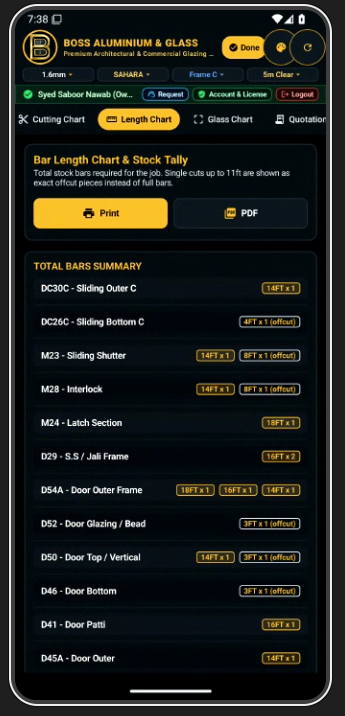 7:38
BOSS ALUMINIUM & GLASS
Premium Architectural & Commercial Glazing ...
Done
1.6mm
SAHARA
Frame C
5m Clear
Syed Saboor Nawab (Ow...
Request
Account & License
Logout
Cutting Chart
Length Chart
Glass Chart
Quotation
Bar Length Chart & Stock Tally
Total stock bars required for the job. Single cuts up to 11ft are shown as
exact offcut pieces instead of full bars.
Print
PDF
TOTAL BARS SUMMARY
DC30C - Sliding Outer C 14FT x 1
DC26C - Sliding Bottom C 4FT x 1 (offcut)
M23 - Sliding Shutter 14FT x 1 8FT x 1 (offcut)
M28 - Interlock 14FT x 1 8FT x 1 (offcut)
M24 - Latch Section 18FT x 1
D29 - S.S / Jali Frame 16FT x 2
D54A - Door Outer Frame 18FT x 1 16FT x 1 14FT x 1
D52 - Door Glazing / Bead 3FT x 1 (offcut)
D50 - Door Top / Vertical 14FT x 1 3FT x 1 (offcut)
D46 - Door Bottom 3FT x 1 (offcut)
D41 - Door Patti 16FT x 1
D45A - Door Outer 14FT x 1